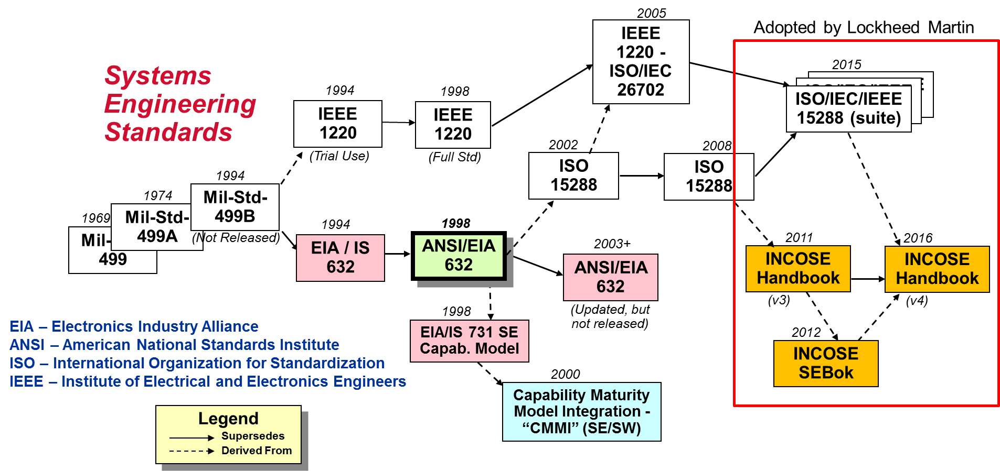 Adopted by Lockheed Martin
Systems
Engineering
Standards
1969
Mil-
499
1974
Mil-Std-
499A
1994
Mil-Std-
499B
(Not Released)
1994
IEEE
1220
(Trial Use)
1998
IEEE
1220
(Full Std)
2005
IEEE
1220 -
ISO/IEC
26702
2015
ISO/IEC/IEEE
15288 (suite)
2002
ISO
15288
2008
ISO
15288
1994
EIA / IS
632
1998
ANSI/EIA
632
2003+
ANSI/EIA
632
(Updated, but
not released)
1998
EIA/IS 731 SE
Capab. Model
2000
Capability Maturity
Model Integration -
“CMMI” (SE/SW)
2011
INCOSE
Handbook
(v3)
2016
INCOSE
Handbook
(v4)
2012
INCOSE
SEBok
EIA – Electronics Industry Alliance
ANSI – American National Standards Institute
ISO – International Organization for Standardization
IEEE – Institute of Electrical and Electronics Engineers
Legend
Supersedes
Derived From